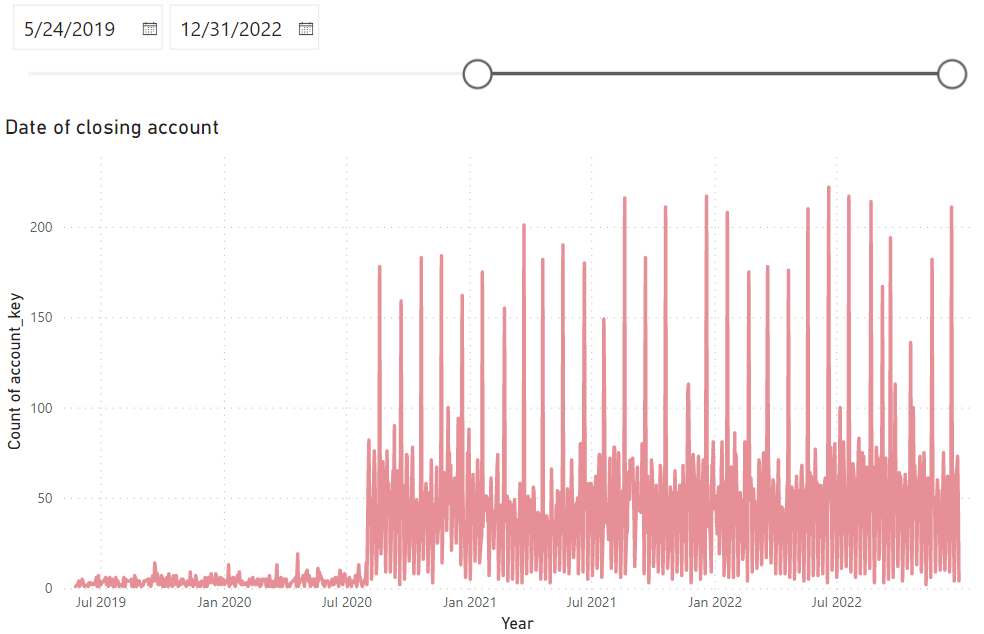 5/24/2019 12/31/2022
Date of closing account
200
150
100
50
0
Count of account_key
Jul 2019 Jan 2020 Jul 2020 Jan 2021 Jul 2021 Jan 2022 Jul 2022
Year